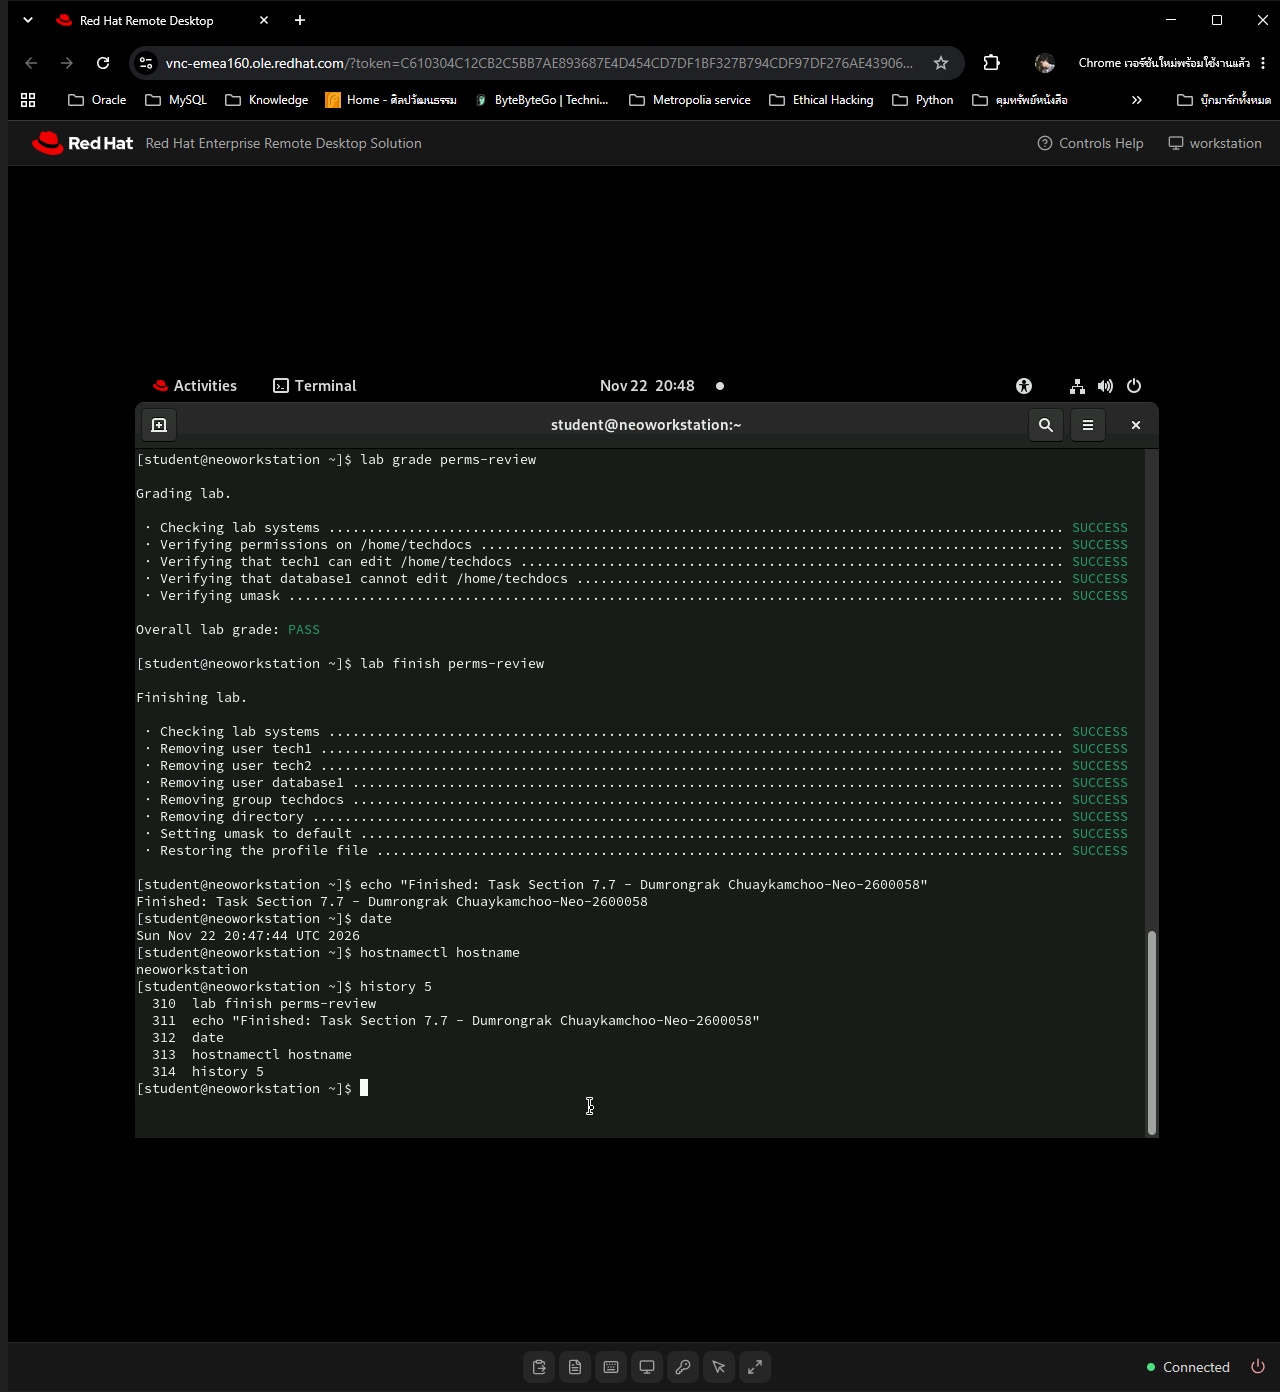 Red Hat Remote Desktop
vnc-emea160.ole.redhat.com/?token=C610304C12CB2C5BB7AE893687E4D454CD7DF1BF327B794CDF97DF276AE43906...
Chrome เวอร์ชันใหม่พร้อมใช้งานแล้ว
Oracle
MySQL
Knowledge
Home - ศิลปวัฒนธรรม
ByteByteGo | Techni...
Metropolia service
Ethical Hacking
Python
ขุมทรัพย์หนังสือ
บุ๊กมาร์กทั้งหมด
Red Hat
Red Hat Enterprise Remote Desktop Solution
Controls Help
workstation
Activities
Terminal
Nov 22 20:48
student@neoworkstation:~
[student@neoworkstation ~]$ lab grade perms-review
Grading lab.
· Checking lab systems ............................................................................................ SUCCESS
· Verifying permissions on /home/techdocs ......................................................................... SUCCESS
· Verifying that tech1 can edit /home/techdocs .................................................................... SUCCESS
· Verifying that database1 cannot edit /home/techdocs ............................................................. SUCCESS
· Verifying umask ................................................................................................. SUCCESS
Overall lab grade: PASS
[student@neoworkstation ~]$ lab finish perms-review
Finishing lab.
· Checking lab systems ............................................................................................ SUCCESS
· Removing user tech1 ............................................................................................. SUCCESS
· Removing user tech2 ............................................................................................. SUCCESS
· Removing user database1 ......................................................................................... SUCCESS
· Removing group techdocs ......................................................................................... SUCCESS
· Removing directory .............................................................................................. SUCCESS
· Setting umask to default ........................................................................................ SUCCESS
· Restoring the profile file ...................................................................................... SUCCESS
[student@neoworkstation ~]$ echo "Finished: Task Section 7.7 - Dumrongrak Chuaykamchoo-Neo-2600058"
Finished: Task Section 7.7 - Dumrongrak Chuaykamchoo-Neo-2600058
[student@neoworkstation ~]$ date
Sun Nov 22 20:47:44 UTC 2026
[student@neoworkstation ~]$ hostnamectl hostname
neoworkstation
[student@neoworkstation ~]$ history 5
310 lab finish perms-review
311 echo "Finished: Task Section 7.7 - Dumrongrak Chuaykamchoo-Neo-2600058"
312 date
313 hostnamectl hostname
314 history 5
[student@neoworkstation ~]$
Connected